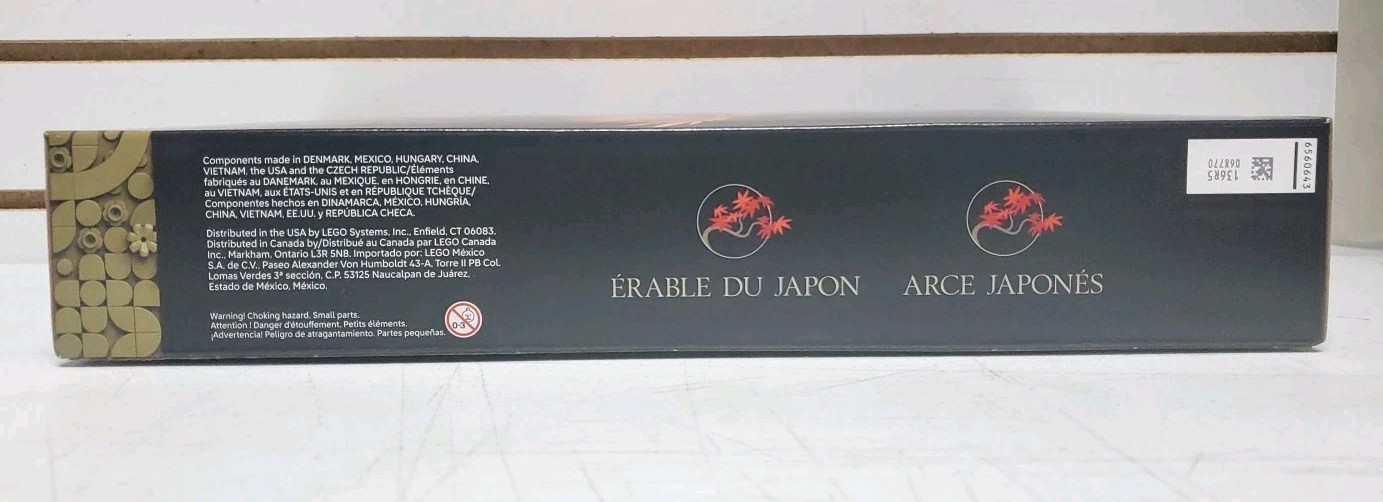 Components made in DENMARK, MEXICO, HUNGARY, CHINA,
VIETNAM, the USA and the CZECH REPUBLIC/Éléments
fabriqués au DANEMARK, au MEXIQUE, en HONGRIE, en CHINE,
au VIETNAM, aux ÉTATS-UNIS et en RÉPUBLIQUE TCHÈQUE/
Componentes hechos en DINAMARCA, MÉXICO, HUNGRÍA,
CHINA, VIETNAM, EE.UU. y REPÚBLICA CHECA.
Distributed in the USA by LEGO Systems, Inc., Enfield, CT 06083.
Distributed in Canada by/Distribué au Canada par LEGO Canada
Inc., Markham, Ontario L3R 5NB. Importado por: LEGO México
S.A. de C.V., Paseo Alexander Von Humboldt 43-A, Torre II PB Col.
Lomas Verdes 3ª sección, C.P. 53125 Naucalpan de Juárez,
Estado de México, México.
Warning! Choking hazard. Small parts.
Attention ! Danger d'étouffement. Petits éléments.
¡Advertencia! Peligro de atragantamiento. Partes pequeñas.
0-3
ÉRABLE DU JAPON
ARCE JAPONÉS
136R5
068770
6560643